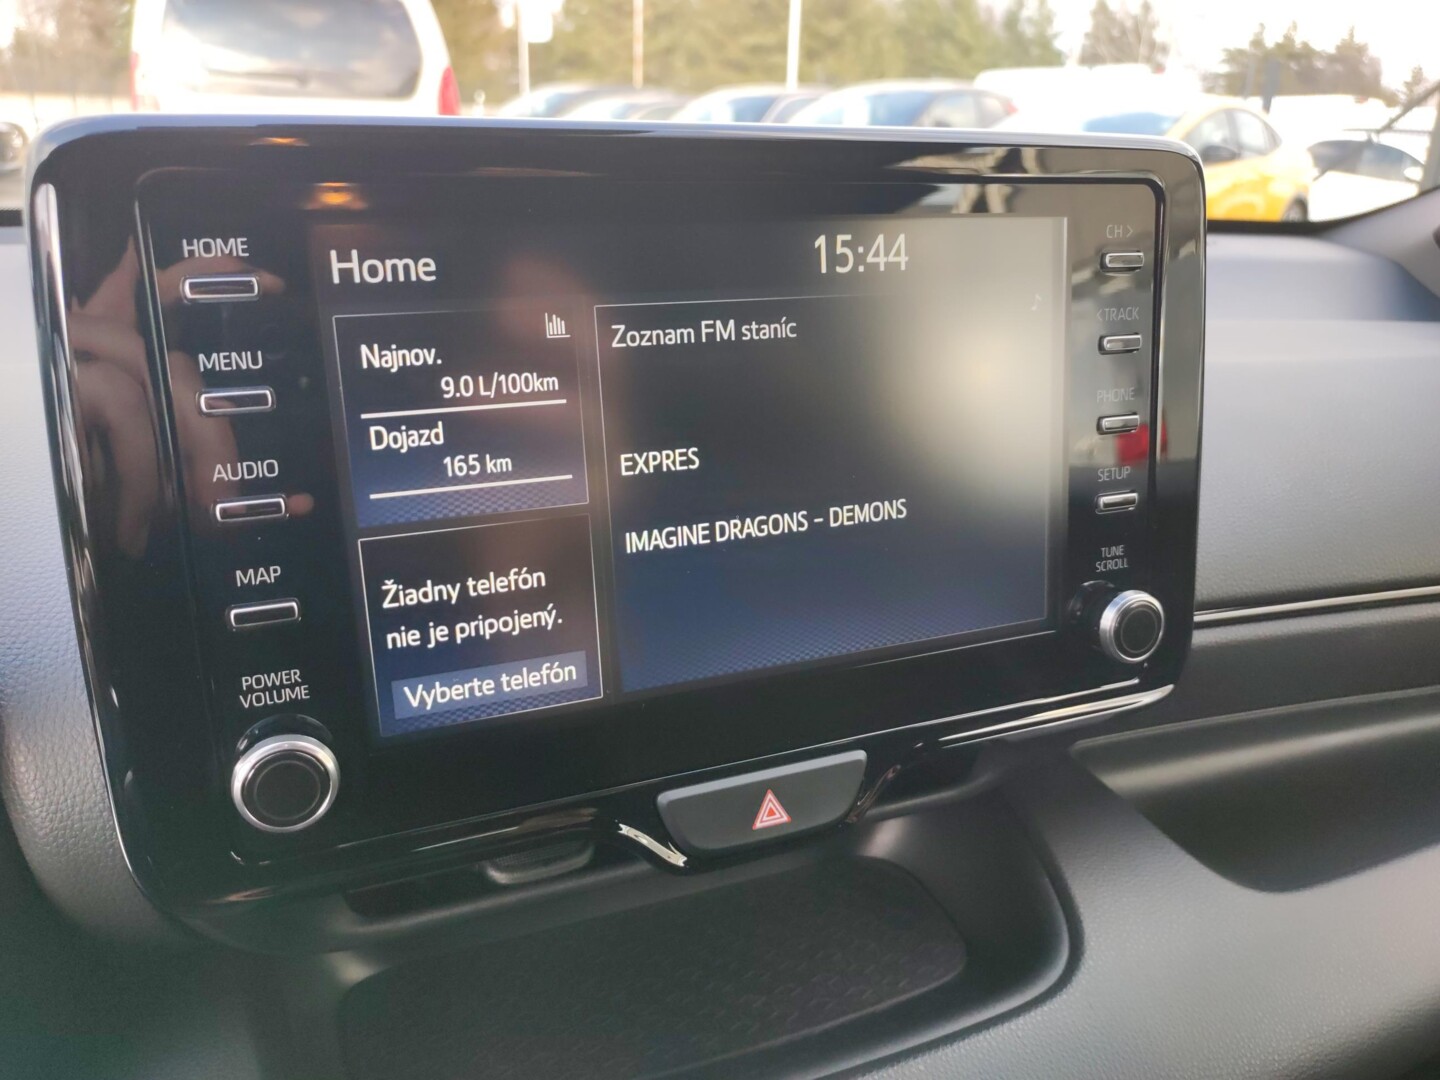 HOME
MENU
AUDIO
MAP
POWER
VOLUME
Home
15:44
Najnov.
9.0 L/100km
Dojazd
165 km
Žiadny telefón
nie je pripojený.
Vyberte telefón
Zoznam FM staníc
EXPRES
IMAGINE DRAGONS - DEMONS
CH >
< TRACK
PHONE
SETUP
TUNE
SCROLL